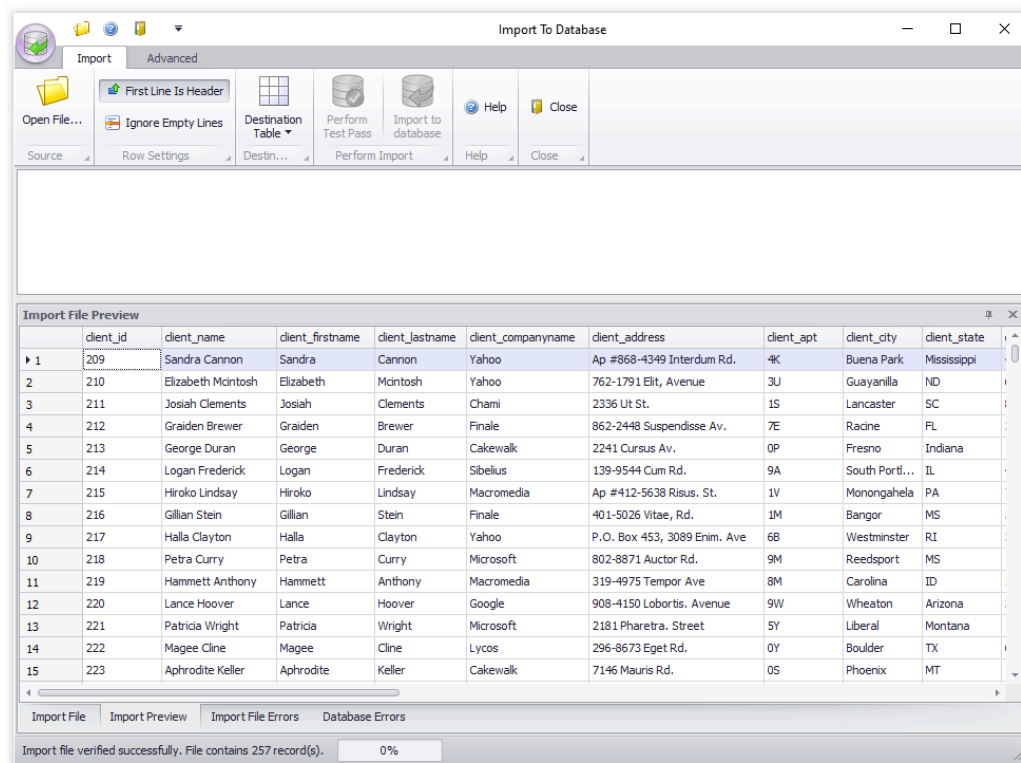 Import To Database
Import Advanced
Open File... First Line Is Header Ignore Empty Lines Destination Table Perform Test Pass Import to database Help Close
Source Row Settings Destin... Perform Import Help Close
Import File Preview
client_id client_name client_firstname client_lastname client_companyname client_address client_apt client_city client_state
1 209 Sandra Cannon Sandra Cannon Yahoo Ap #868-4349 Interdum Rd. 4K Buena Park Mississippi
2 210 Elizabeth Mcintosh Elizabeth Mcintosh Yahoo 762-1791 Elit, Avenue 3U Guayanilla ND
3 211 Josiah Clements Josiah Clements Chami 2336 Ut St. 1S Lancaster SC
4 212 Graiden Brewer Graiden Brewer Finale 862-2448 Suspendisse Av. 7E Racine FL
5 213 George Duran George Duran Cakewalk 2241 Cursus Av. 0P Fresno Indiana
6 214 Logan Frederick Logan Frederick Sibelius 139-9544 Cum Rd. 9A South Portl... IL
7 215 Hiroko Lindsay Hiroko Lindsay Macromedia Ap #412-5638 Risus. St. 1V Monongahela PA
8 216 Gillian Stein Gillian Stein Finale 401-5026 Vitae, Rd. 1M Bangor MS
9 217 Halla Clayton Halla Clayton Yahoo P.O. Box 453, 3089 Enim. Ave 6B Westminster RI
10 218 Petra Curry Petra Curry Microsoft 802-8871 Auctor Rd. 9M Reedsport MS
11 219 Hammett Anthony Hammett Anthony Macromedia 319-4975 Tempor Ave 8M Carolina ID
12 220 Lance Hoover Lance Hoover Google 908-4150 Lobortis. Avenue 9W Wheaton Arizona
13 221 Patricia Wright Patricia Wright Microsoft 2181 Pharetra. Street 5Y Liberal Montana
14 222 Magee Cline Magee Cline Lycos 296-8673 Eget Rd. 0Y Boulder TX
15 223 Aphrodite Keller Aphrodite Keller Cakewalk 7146 Mauris Rd. 0S Phoenix MT
Import File Import Preview Import File Errors Database Errors
Import file verified successfully. File contains 257 record(s). 0%